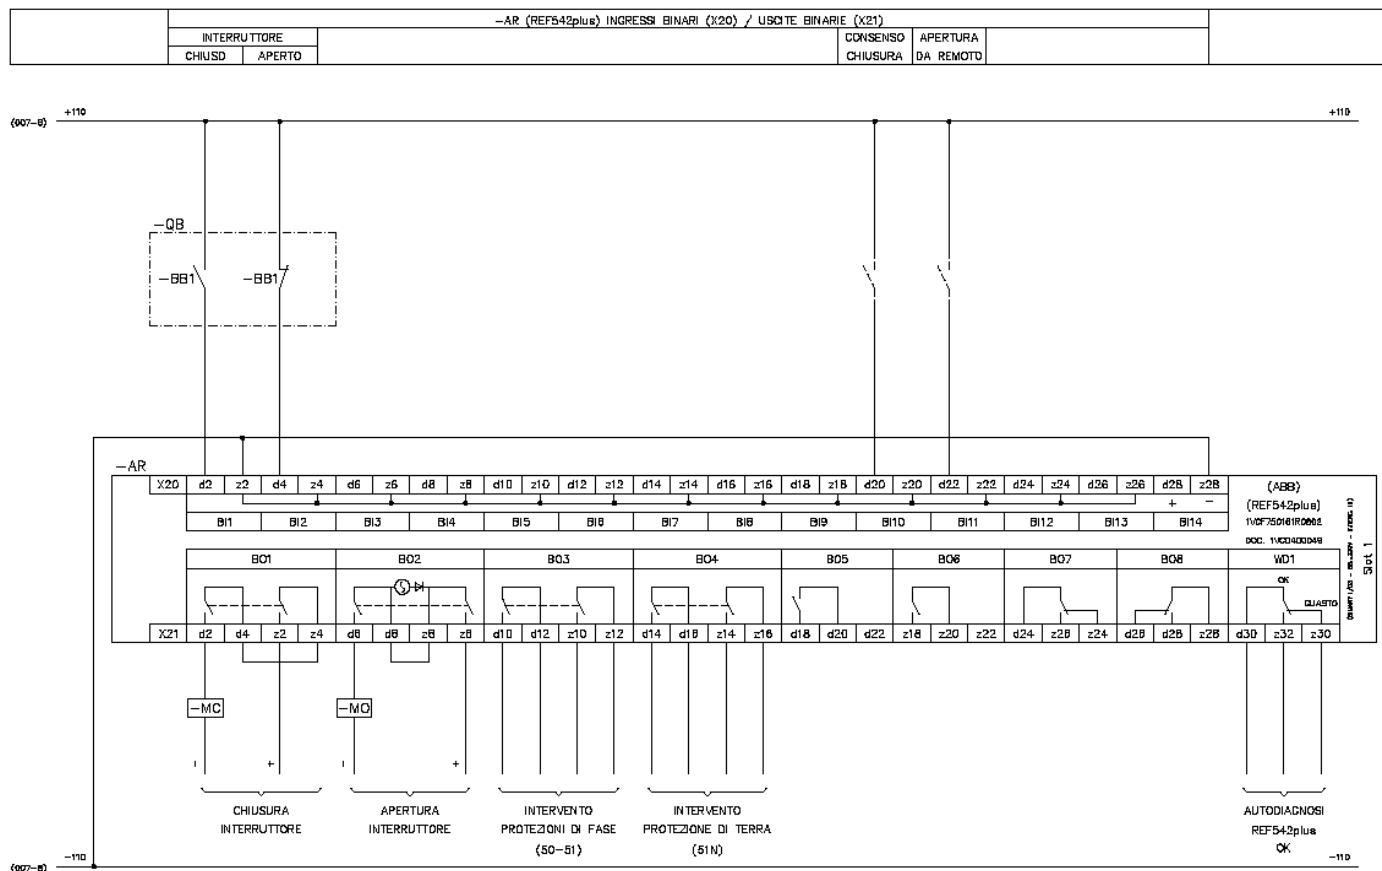 -AR (REF542plus) INGRESSI BINARI (X20) / USCITE BINARIE (X21)
INTERRUTTORE
CONSENSO APERTURA
CHIUSO APERTO
CHIUSURA DA REMOTO
+110 +110
(007-8)
-QB
-BB1 -BB1
-AR
X20 d2 z2 d4 z4 d6 z6 d8 z8 d10 z10 d12 z12 d14 z14 d16 z16 d18 z18 d20 z20 d22 z22 d24 z24 d26 z26 d28 z28
(ABB)
+ -
(REF542plus)
BI1 BI2 BI3 BI4 BI5 BI6 BI7 BI8 BI9 BI10 BI11 BI12 BI13 BI14
DOC. 1VCD400049
BO1 BO2 BO3 BO4 BO5 BO6 BO7 BO8 WD1
Slot 1
OK
GUASTO
X21 d2 d4 z2 z4 d6 d8 z6 z8 d10 d12 z10 z12 d14 d16 z14 z16 d18 d20 d22 z18 z20 z22 d24 z26 z24 d26 d28 z28 d30 z32 z30
-MC -MO
- + - +
CHIUSURA
INTERRUTTORE
APERTURA
INTERRUTTORE
INTERVENTO
PROTEZIONI DI FASE
(50-51)
INTERVENTO
PROTEZIONE DI TERRA
(51N)
AUTODIAGNOSI
REF542plus
OK
-110 -110
(007-8)